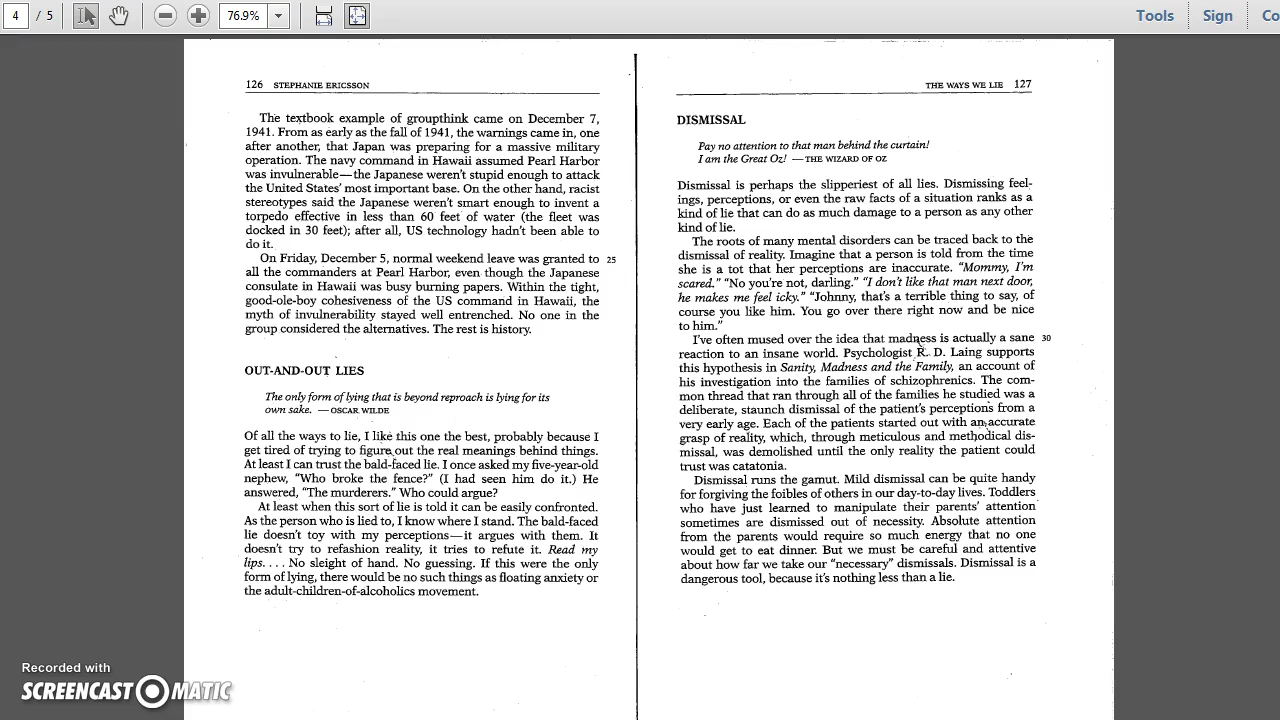 4 / 5
76.9%
Tools
Sign
Co
126 STEPHANIE ERICSSON
The textbook example of groupthink came on December 7,
1941. From as early as the fall of 1941, the warnings came in, one
after another, that Japan was preparing for a massive military
operation. The navy command in Hawaii assumed Pearl Harbor
was invulnerable—the Japanese weren't stupid enough to attack
the United States' most important base. On the other hand, racist
stereotypes said the Japanese weren't smart enough to invent a
torpedo effective in less than 60 feet of water (the fleet was
docked in 30 feet); after all, US technology hadn't been able to
do it.
On Friday, December 5, normal weekend leave was granted to 25
all the commanders at Pearl Harbor, even though the Japanese
consulate in Hawaii was busy burning papers. Within the tight,
good-ole-boy cohesiveness of the US command in Hawaii, the
myth of invulnerability stayed well entrenched. No one in the
group considered the alternatives. The rest is history.
OUT-AND-OUT LIES
The only form of lying that is beyond reproach is lying for its
own sake. —OSCAR WILDE
Of all the ways to lie, I like this one the best, probably because I
get tired of trying to figure out the real meanings behind things.
At least I can trust the bald-faced lie. I once asked my five-year-old
nephew, "Who broke the fence?" (I had seen him do it.) He
answered, "The murderers." Who could argue?
At least when this sort of lie is told it can be easily confronted.
As the person who is lied to, I know where I stand. The bald-faced
lie doesn't toy with my perceptions—it argues with them. It
doesn't try to refashion reality, it tries to refute it. Read my
lips. . . . No sleight of hand. No guessing. If this were the only
form of lying, there would be no such things as floating anxiety or
the adult-children-of-alcoholics movement.
THE WAYS WE LIE 127
DISMISSAL
Pay no attention to that man behind the curtain!
I am the Great Oz! —THE WIZARD OF OZ
Dismissal is perhaps the slipperiest of all lies. Dismissing feel-
ings, perceptions, or even the raw facts of a situation ranks as a
kind of lie that can do as much damage to a person as any other
kind of lie.
The roots of many mental disorders can be traced back to the
dismissal of reality. Imagine that a person is told from the time
she is a tot that her perceptions are inaccurate. "Mommy, I'm
scared." "No you're not, darling." "I don't like that man next door,
he makes me feel icky." "Johnny, that's a terrible thing to say, of
course you like him. You go over there right now and be nice
to him."
I've often mused over the idea that madness is actually a sane 30
reaction to an insane world. Psychologist R. D. Laing supports
this hypothesis in Sanity, Madness and the Family, an account of
his investigation into the families of schizophrenics. The com-
mon thread that ran through all of the families he studied was a
deliberate, staunch dismissal of the patient's perceptions from a
very early age. Each of the patients started out with an accurate
grasp of reality, which, through meticulous and methodical dis-
missal, was demolished until the only reality the patient could
trust was catatonia.
Dismissal runs the gamut. Mild dismissal can be quite handy
for forgiving the foibles of others in our day-to-day lives. Toddlers
who have just learned to manipulate their parents' attention
sometimes are dismissed out of necessity. Absolute attention
from the parents would require so much energy that no one
would get to eat dinner. But we must be careful and attentive
about how far we take our "necessary" dismissals. Dismissal is a
dangerous tool, because it's nothing less than a lie.
Recorded with
SCREENCAST O MATIC